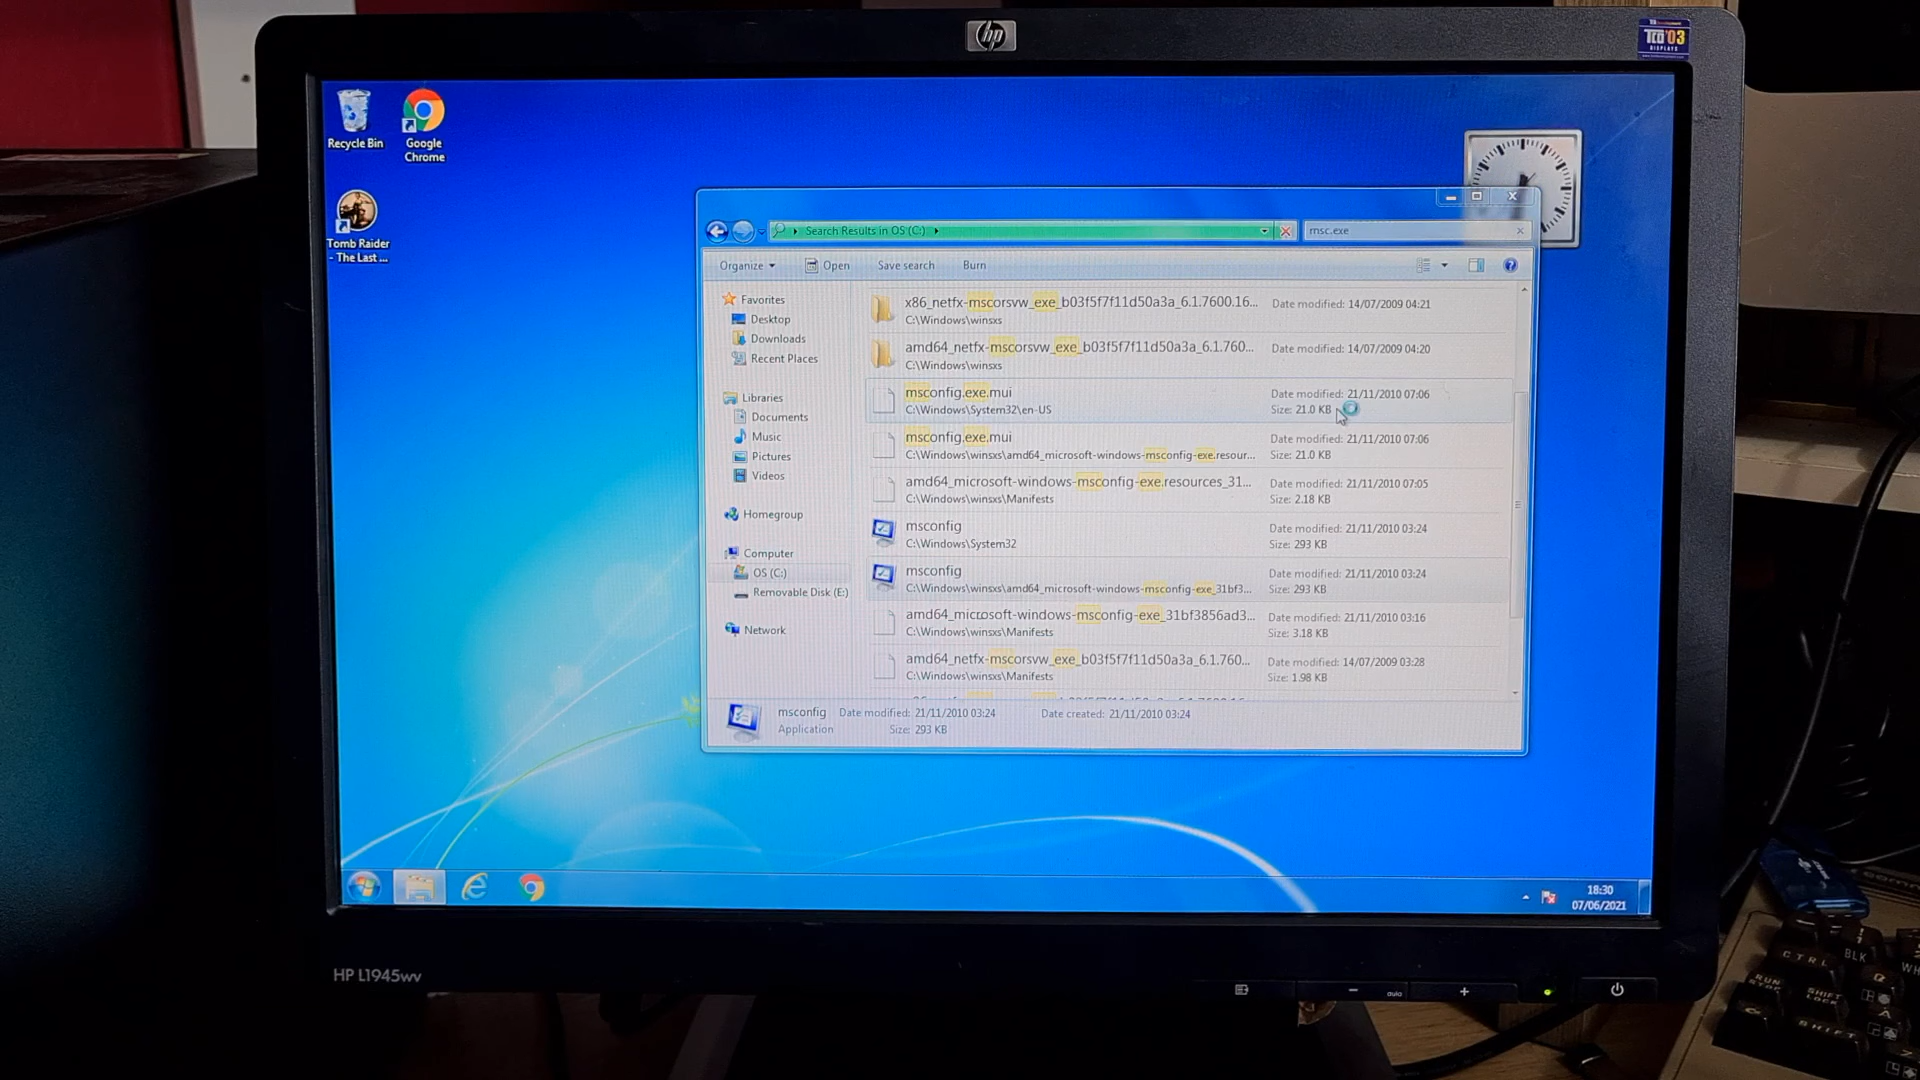 hp
TCO'03
DISPLAYS
Recycle Bin
Google
Chrome
Tomb Raider
- The Last ...
Search Results in OS (C:)
msc.exe
Organize
Open
Save search
Burn
Favorites
Desktop
Downloads
Recent Places
Libraries
Documents
Music
Pictures
Videos
Homegroup
Computer
OS (C:)
Removable Disk (E:)
Network
x86_netfx-mscorsvw_exe_b03f5f7f11d50a3a_6.1.7600.16...
Date modified: 14/07/2009 04:21
C:\Windows\winsxs
amd64_netfx-mscorsvw_exe_b03f5f7f11d50a3a_6.1.760...
Date modified: 14/07/2009 04:20
C:\Windows\winsxs
msconfig.exe.mui
Date modified: 21/11/2010 07:06
C:\Windows\System32\en-US
Size: 21.0 KB
msconfig.exe.mui
Date modified: 21/11/2010 07:06
C:\Windows\winsxs\amd64_microsoft-windows-msconfig-exe.resour...
Size: 21.0 KB
amd64_microsoft-windows-msconfig-exe.resources_31...
Date modified: 21/11/2010 07:05
C:\Windows\winsxs\Manifests
Size: 2.18 KB
msconfig
Date modified: 21/11/2010 03:24
C:\Windows\System32
Size: 293 KB
msconfig
Date modified: 21/11/2010 03:24
C:\Windows\winsxs\amd64_microsoft-windows-msconfig-exe_31bf3...
Size: 293 KB
amd64_microsoft-windows-msconfig-exe_31bf3856ad3...
Date modified: 21/11/2010 03:16
C:\Windows\winsxs\Manifests
Size: 3.18 KB
amd64_netfx-mscorsvw_exe_b03f5f7f11d50a3a_6.1.760...
Date modified: 14/07/2009 03:28
C:\Windows\winsxs\Manifests
Size: 1.98 KB
msconfig
Date modified: 21/11/2010 03:24
Date created: 21/11/2010 03:24
Application
Size: 293 KB
18:30
07/06/2021
HP L1945wv
auto
CTRL
BLK
WH
RUN
STOP
SHIFT
LOCK
Q
A
SHIFT